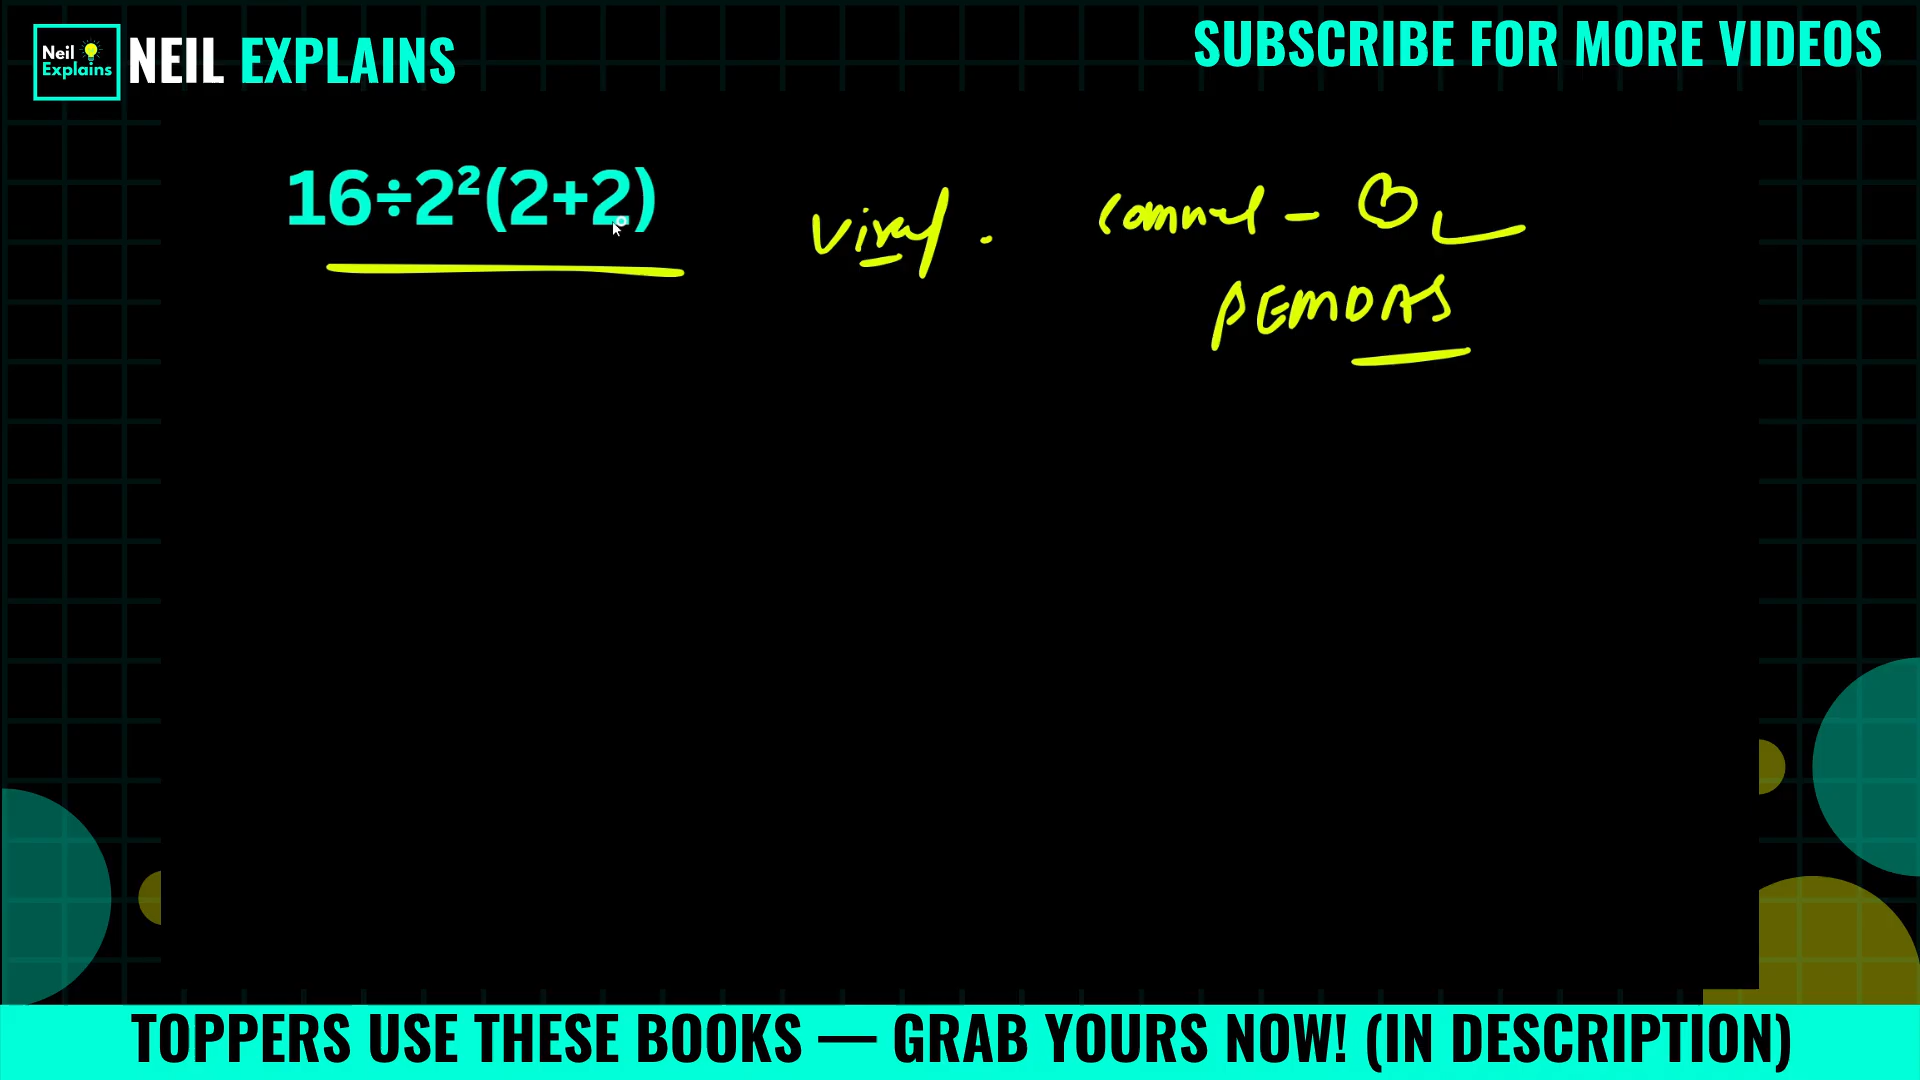 Neil
Explains
NEIL EXPLAINS
SUBSCRIBE FOR MORE VIDEOS
16÷2²(2+2)
Viral.
PEMDAS
TOPPERS USE THESE BOOKS — GRAB YOURS NOW! (IN DESCRIPTION)